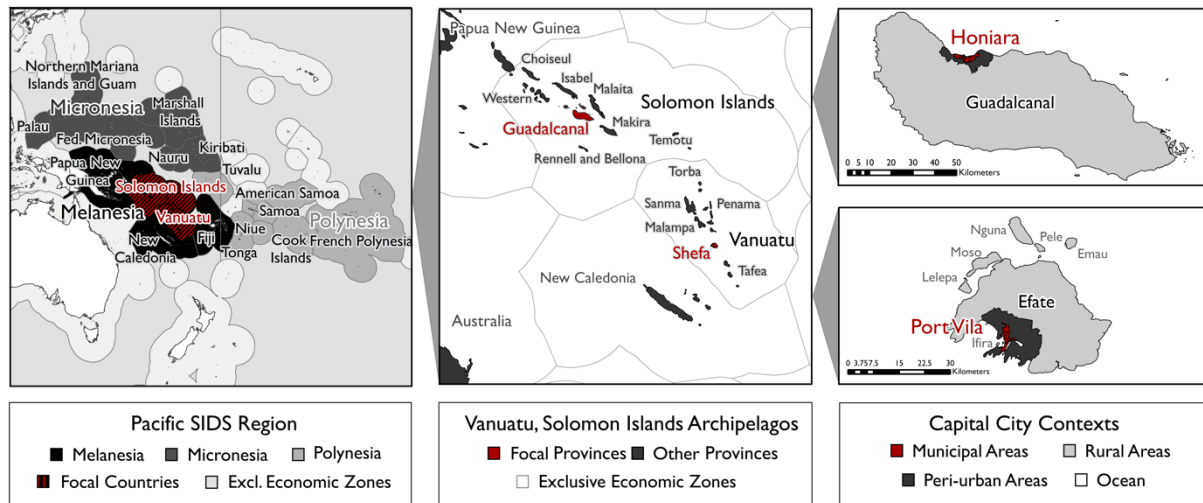 Northern Mariana
Islands and Guam
Micronesia
Marshall
Islands
Palau
Fed. Micronesia
Nauru
Kiribati
Papua New
Guinea
Tuvalu
Solomon Islands
American Samoa
Melanesia
Samoa
Vanuatu
Polynesia
Fiji
Niue
New
Caledonia
Tonga
Cook
Islands
French Polynesia
Papua New Guinea
Choiseul
Isabel
Western
Malaita
Solomon Islands
Guadalcanal
Makira
Temotu
Rennell and Bellona
Torba
Sanma
Penama
Malampa
Vanuatu
Shefa
Tafea
New Caledonia
Australia
Honiara
Guadalcanal
0 5 10 20 30 40 50
Kilometers
Nguna
Pele
Emau
Moso
Lelepa
Efate
Port Vila
Ifira
0 3.757.5 15 22.5 30
Kilometers
Pacific SIDS Region
Melanesia Micronesia Polynesia
Focal Countries Excl. Economic Zones
Vanuatu, Solomon Islands Archipelagos
Focal Provinces Other Provinces
Exclusive Economic Zones
Capital City Contexts
Municipal Areas Rural Areas
Peri-urban Areas Ocean